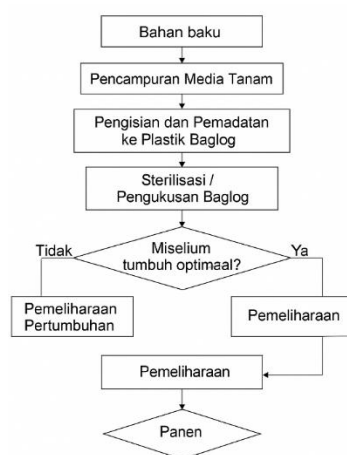 Bahan baku
Pencampuran Media Tanam
Pengisian dan Pemadatan
ke Plastik Baglog
Sterilisasi /
Pengukusan Baglog
Tidak
Miselium
tumbuh optimaal?
Ya
Pemeliharaan
Pertumbuhan
Pemeliharaan
Pemeliharaan
Panen